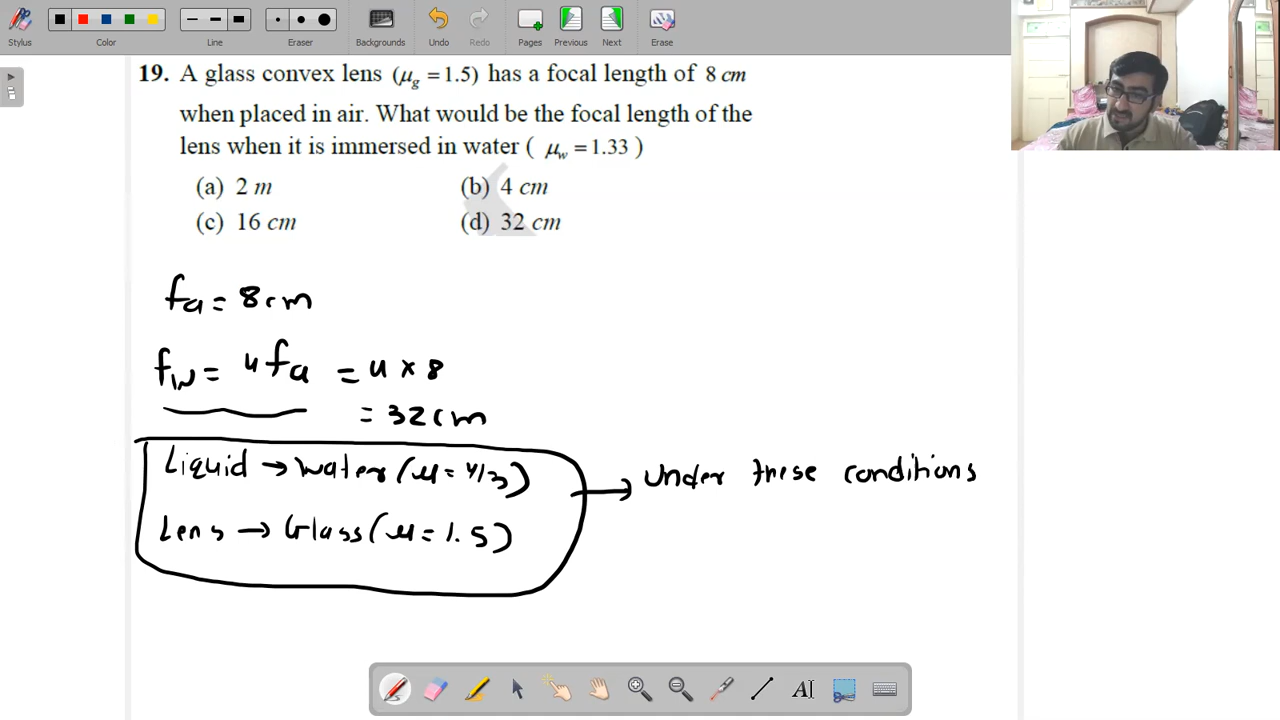 Stylus
Color
Line
Eraser
Backgrounds
Undo
Redo
Pages
Previous
Next
Erase
19. A glass convex lens (μg = 1.5) has a focal length of 8 cm
when placed in air. What would be the focal length of the
lens when it is immersed in water ( μw = 1.33 )
(a) 2 m (b) 4 cm
(c) 16 cm (d) 32 cm
fa = 8cm
fw = 4fa = 4 × 8
= 32cm
Liquid → water (μ = 4/3)
Lens → Glass (μ = 1.5)
→ under these conditions
AI